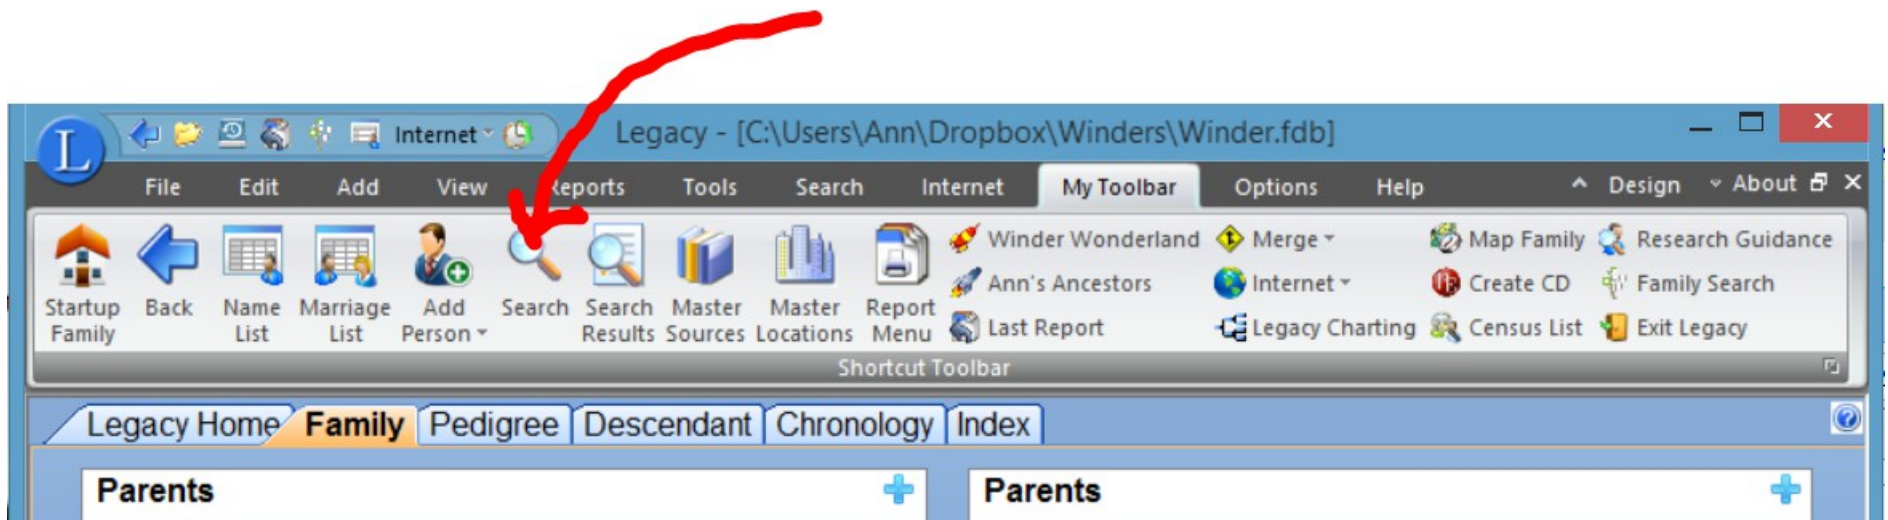 L Internet Legacy - [C:\Users\Ann\Dropbox\Winders\Winder.fdb]
File Edit Add View Reports Tools Search Internet My Toolbar Options Help Design About
Startup Family Back Name List Marriage List Add Person Search Search Results Master Sources Master Locations Report Menu
Winder Wonderland Merge Map Family Research Guidance
Ann's Ancestors Internet Create CD Family Search
Last Report Legacy Charting Census List Exit Legacy
Shortcut Toolbar
Legacy Home Family Pedigree Descendant Chronology Index
Parents Parents